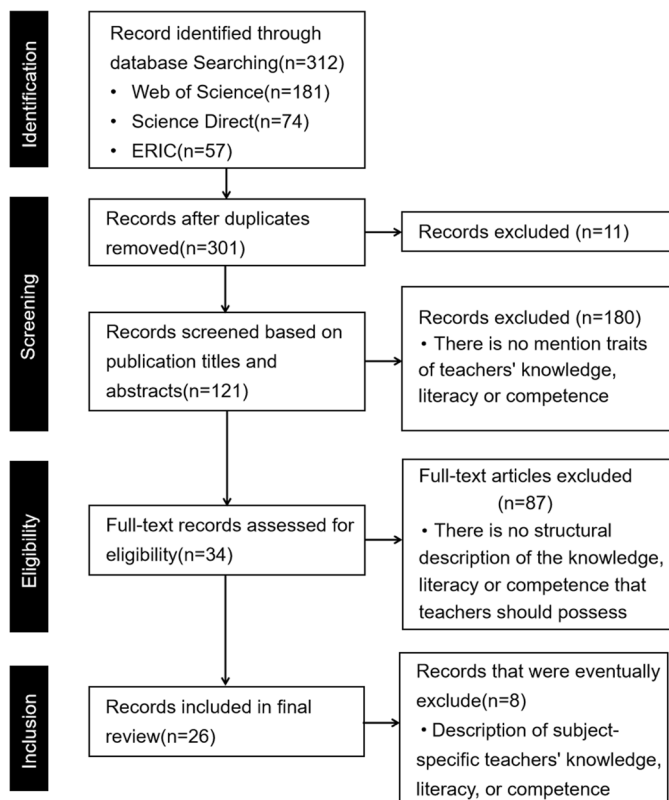 Identification
Record identified through
database Searching(n=312)
• Web of Science(n=181)
• Science Direct(n=74)
• ERIC(n=57)
Screening
Records after duplicates
removed(n=301)
Records excluded (n=11)
Records screened based on
publication titles and
abstracts(n=121)
Records excluded (n=180)
• There is no mention traits
of teachers' knowledge,
literacy or competence
Eligibility
Full-text records assessed for
eligibility(n=34)
Full-text articles excluded
(n=87)
• There is no structural
description of the knowledge,
literacy or competence that
teachers should possess
Inclusion
Records included in final
review(n=26)
Records that were eventually
exclude(n=8)
• Description of subject-
specific teachers' knowledge,
literacy, or competence